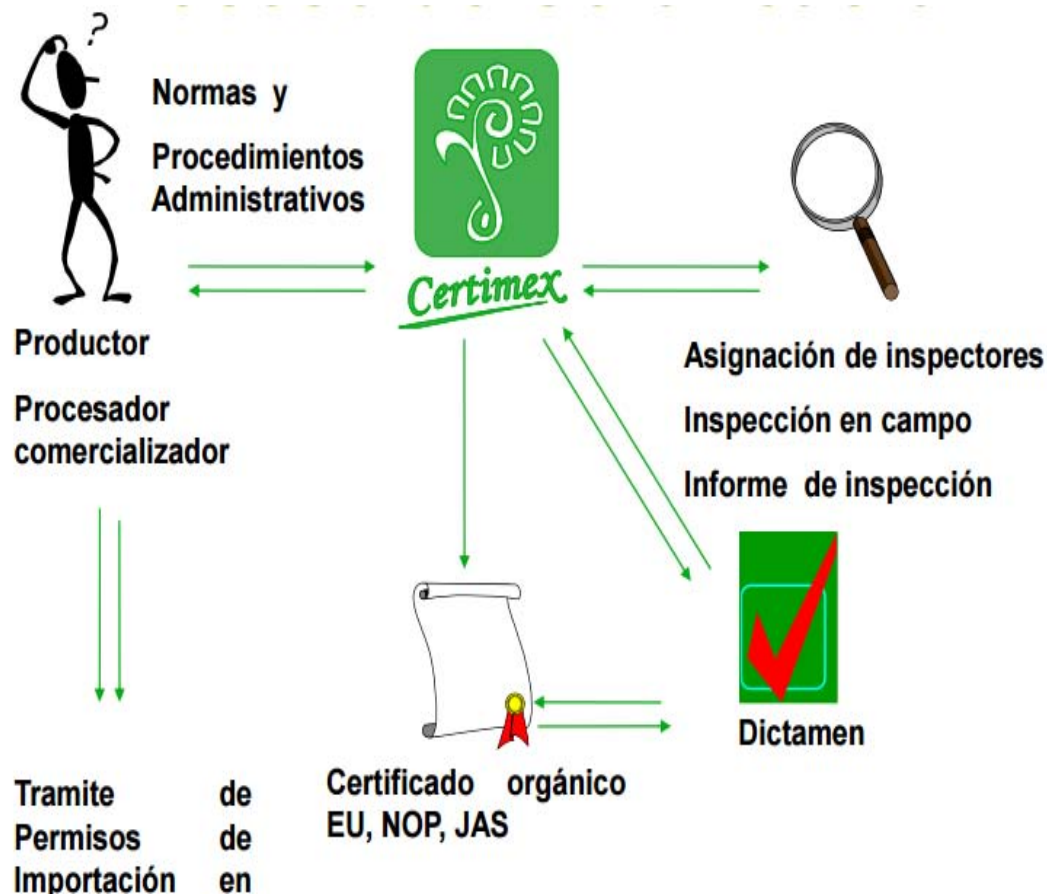 ?
Normas y
Procedimientos
Administrativos
Certimex
Productor
Procesador
comercializador
Asignación de inspectores
Inspección en campo
Informe de inspección
Dictamen
Certificado orgánico
EU, NOP, JAS
Tramite de
Permisos de
Importación en